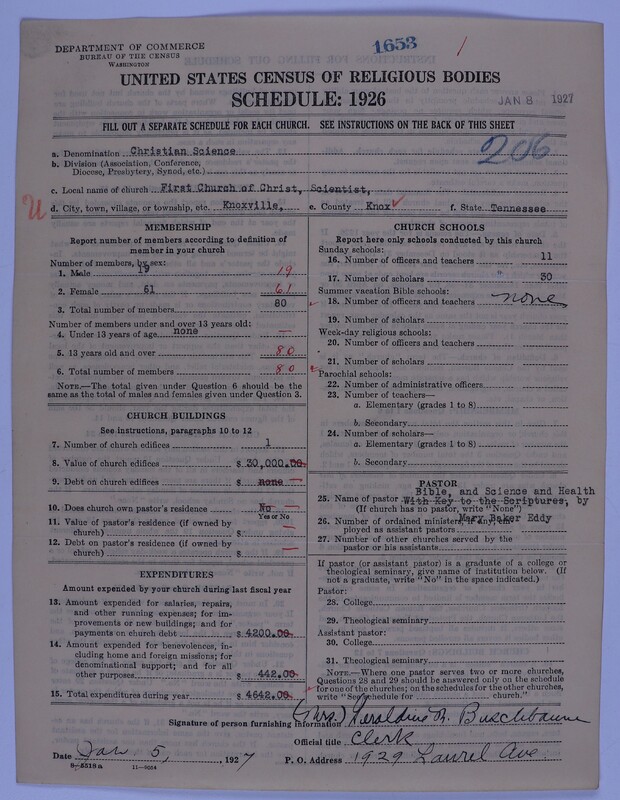 DEPARTMENT OF COMMERCE
BUREAU OF THE CENSUS
WASHINGTON
1653
UNITED STATES CENSUS OF RELIGIOUS BODIES
SCHEDULE: 1926
JAN 8 1927
FILL OUT A SEPARATE SCHEDULE FOR EACH CHURCH. SEE INSTRUCTIONS ON THE BACK OF THIS SHEET
206
a. Denomination Christian Science
b. Division (Association, Conference,
Diocese, Presbytery, Synod, etc.)
c. Local name of church First Church of Christ, Scientist,
d. City, town, village, or township, etc. Knoxville, e. County Knox f. State Tennessee
MEMBERSHIP
Report number of members according to definition of
member in your church
Number of members, by sex:
1. Male 19 19
2. Female 61 61
3. Total number of members 80
Number of members under and over 13 years old:
4. Under 13 years of age none —
5. 13 years old and over 80
6. Total number of members 80
NOTE.—The total given under Question 6 should be the
same as the total of males and females given under Question 3.
CHURCH BUILDINGS
See instructions, paragraphs 10 to 12
7. Number of church edifices 1
8. Value of church edifices $ 30,000.00
9. Debt on church edifices $ none —
10. Does church own pastor's residence No —
Yes or No
11. Value of pastor's residence (if owned by
church) $ —
12. Debt on pastor's residence (if owned by
church) $ —
EXPENDITURES
Amount expended by your church during last fiscal year
13. Amount expended for salaries, repairs,
and other running expenses; for im-
provements or new buildings; and for
payments on church debt $ 4200.00
14. Amount expended for benevolences, in-
cluding home and foreign missions; for
denominational support; and for all
other purposes $ 442.00
15. Total expenditures during year $ 4642.00
CHURCH SCHOOLS
Report here only schools conducted by this church
Sunday schools:
16. Number of officers and teachers 11
17. Number of scholars 30
Summer vacation Bible schools:
18. Number of officers and teachers none
19. Number of scholars
Week-day religious schools:
20. Number of officers and teachers
21. Number of scholars
Parochial schools:
22. Number of administrative officers
23. Number of teachers—
a. Elementary (grades 1 to 8)
b. Secondary
24. Number of scholars—
a. Elementary (grades 1 to 8)
b. Secondary
PASTOR
Bible, and Science and Health
25. Name of pastor With Key to the Scriptures, by
(If church has no pastor, write "None") Mary Baker Eddy
26. Number of ordained ministers, if any, em-
ployed as assistant pastors
27. Number of other churches served by the
pastor or his assistants
If pastor (or assistant pastor) is a graduate of a college or
theological seminary, give name of institution below. (If
not a graduate, write "No" in the space indicated.)
Pastor:
28. College
29. Theological seminary
Assistant pastor:
30. College
31. Theological seminary
NOTE.—Where one pastor serves two or more churches,
Questions 28 and 29 should be answered only on the schedule
for one of the churches; on the schedules for the other churches,
write "See schedule for church."
Signature of person furnishing information (Mrs.) Geraldine R. Buschbaum
Official title Clerk
Date Jan. 5, , 1927 P. O. Address 1929 Laurel Ave
8—5518a 11—9064